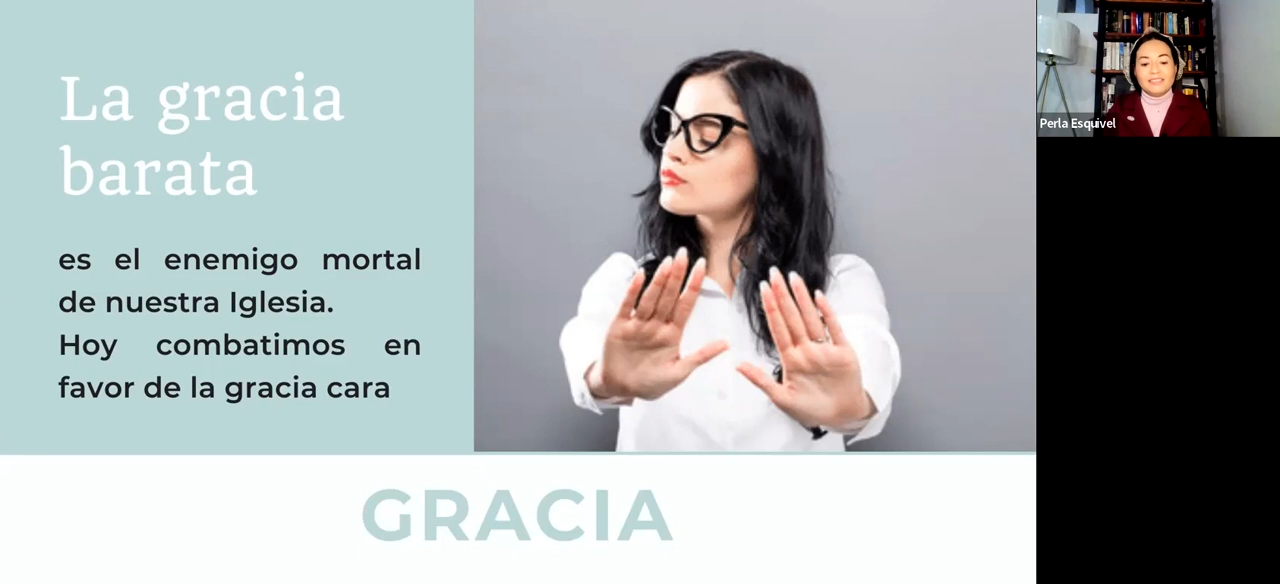 La gracia
barata
es el enemigo mortal
de nuestra Iglesia.
Hoy combatimos en
favor de la gracia cara
GRACIA
Perla Esquivel